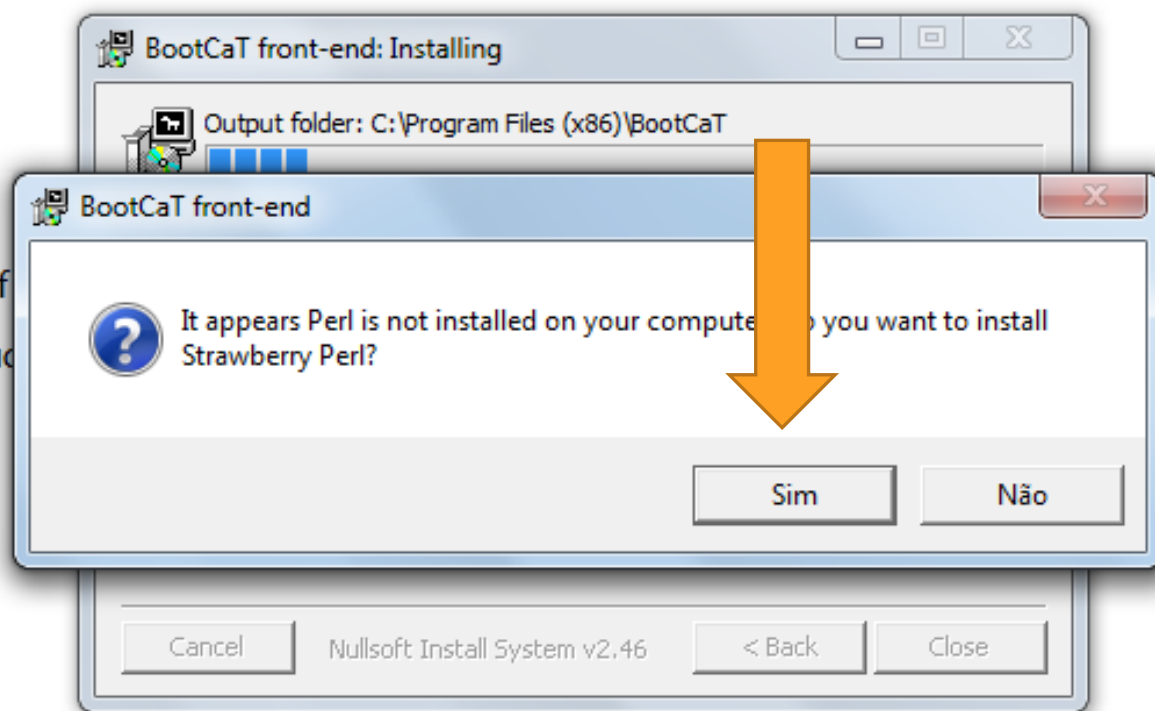 BootCaT front-end: Installing
Output folder: C:\Program Files (x86)\BootCaT
BootCaT front-end
It appears Perl is not installed on your compute you want to install
Strawberry Perl?
Sim Não
Cancel Nullsoft Install System v2.46 < Back Close